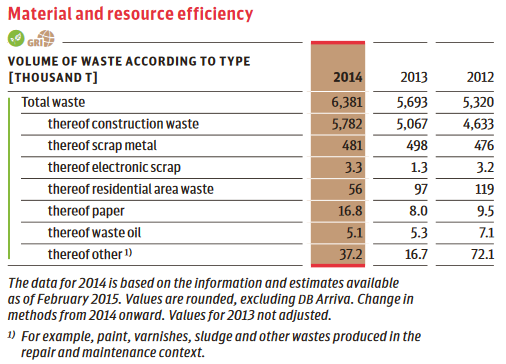 Material and resource efficiency
GRI
VOLUME OF WASTE ACCORDING TO TYPE
[THOUSAND T] 2014 2013 2012
Total waste 6,381 5,693 5,320
thereof construction waste 5,782 5,067 4,633
thereof scrap metal 481 498 476
thereof electronic scrap 3.3 1.3 3.2
thereof residential area waste 56 97 119
thereof paper 16.8 8.0 9.5
thereof waste oil 5.1 5.3 7.1
thereof other 1) 37.2 16.7 72.1
The data for 2014 is based on the information and estimates available
as of February 2015. Values are rounded, excluding DB Arriva. Change in
methods from 2014 onward. Values for 2013 not adjusted.
1) For example, paint, varnishes, sludge and other wastes produced in the
repair and maintenance context.